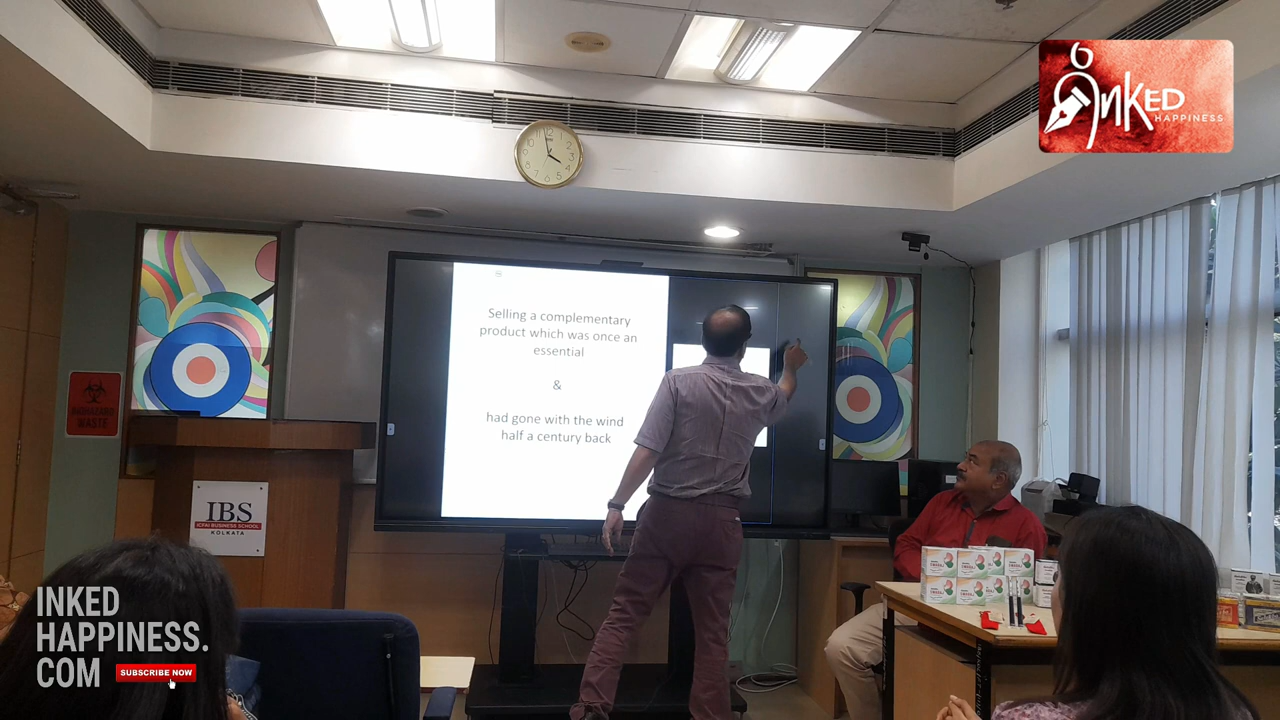 INKED
HAPPINESS
Selling a complementary
product which was once an
essential
&
had gone with the wind
half a century back
BIOHAZARD
WASTE
IBS
ICFAI BUSINESS SCHOOL
KOLKATA
INKED
HAPPINESS.
COM
SUBSCRIBE NOW